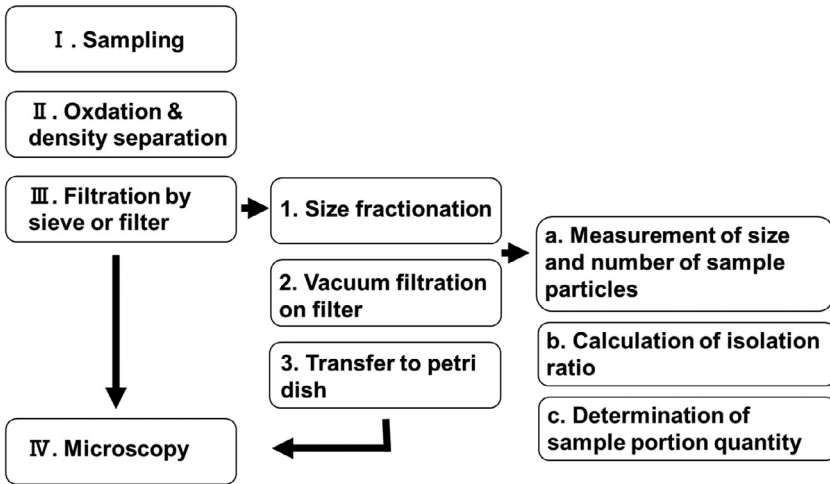 Ⅰ. Sampling
Ⅱ. Oxdation &
density separation
Ⅲ. Filtration by
sieve or filter
1. Size fractionation
2. Vacuum filtration
on filter
3. Transfer to petri
dish
a. Measurement of size
and number of sample
particles
b. Calculation of isolation
ratio
c. Determination of
sample portion quantity
Ⅳ. Microscopy